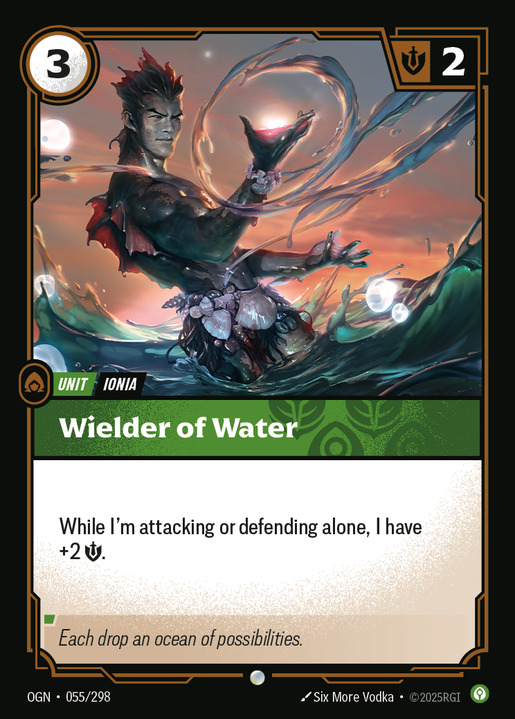 3
2
UNIT IONIA
Wielder of Water
While I'm attacking or defending alone, I have
+2 .
Each drop an ocean of possibilities.
OGN • 055/298
Six More Vodka • ©2025RGI